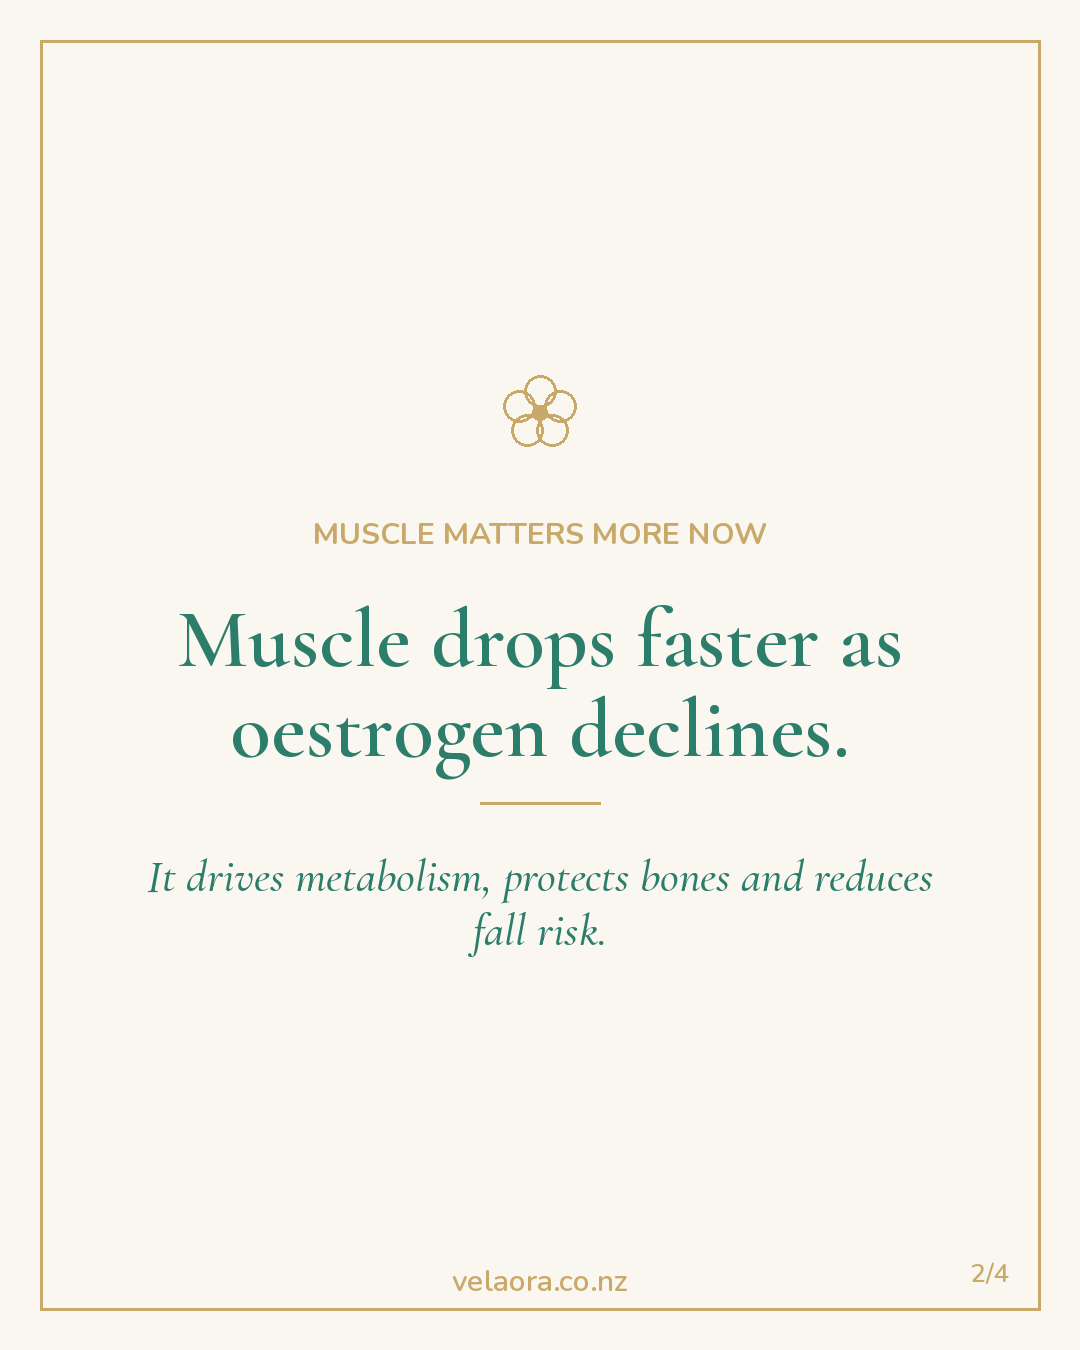 MUSCLE MATTERS MORE NOW
Muscle drops faster as
oestrogen declines.
It drives metabolism, protects bones and reduces
fall risk.
velaora.co.nz
2/4